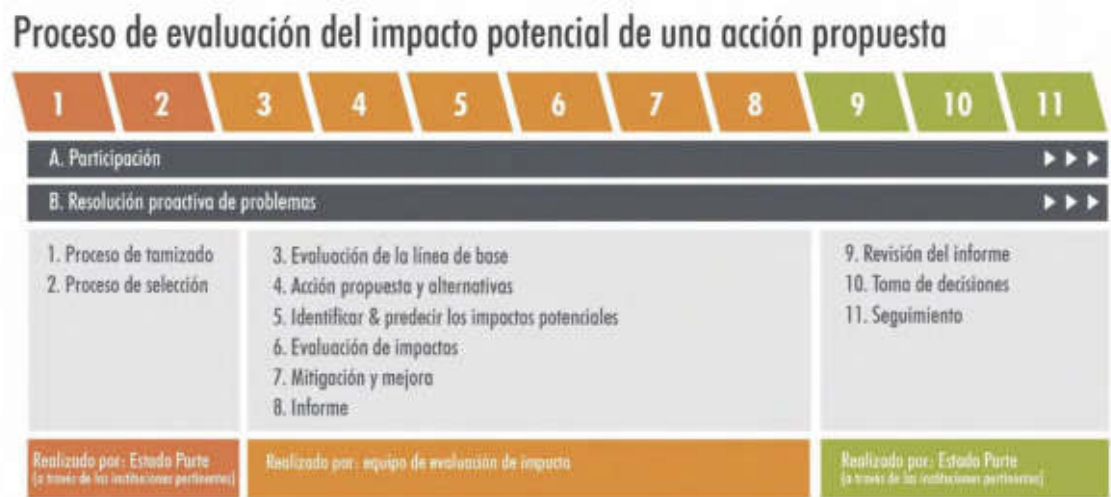 Proceso de evaluación del impacto potencial de una acción propuesta
1 2 3 4 5 6 7 8 9 10 11
A. Participación
B. Resolución proactiva de problemas
1. Proceso de tamizado
2. Proceso de selección
3. Evaluación de la línea de base
4. Acción propuesta y alternativas
5. Identificar & predecir los impactos potenciales
6. Evaluación de impactos
7. Mitigación y mejora
8. Informe
9. Revisión del informe
10. Toma de decisiones
11. Seguimiento
Realizado por: Estado Parte
(a través de las instituciones pertinentes)
Realizado por: equipo de evaluación de impacto
Realizado por: Estado Parte
(a través de las instituciones pertinentes)